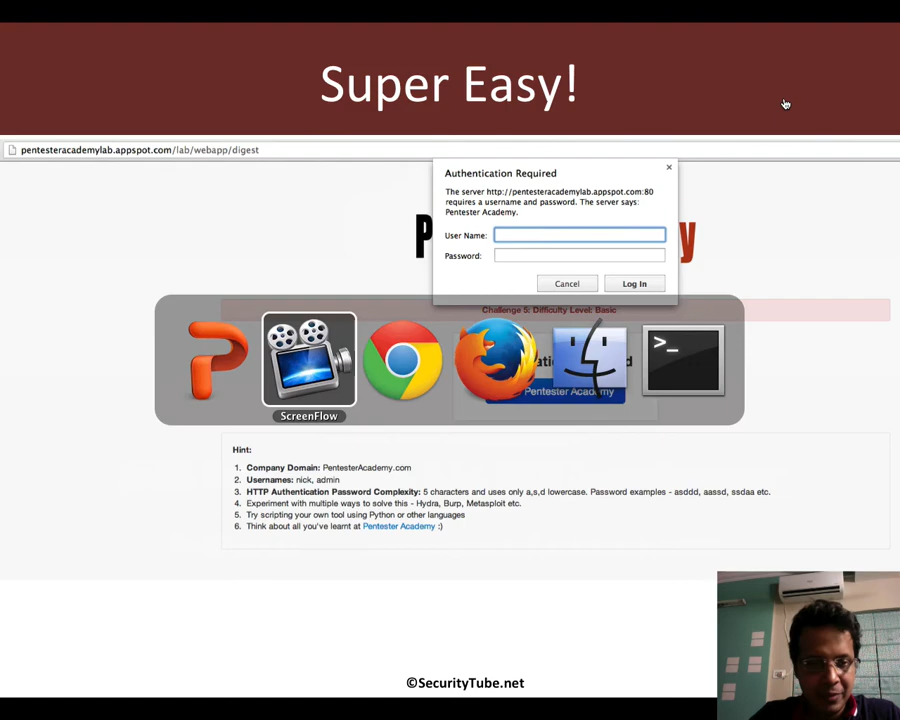 Super Easy!
pentesteracademylab.appspot.com/lab/webapp/digest
Authentication Required
The server http://pentesteracademylab.appspot.com:80
requires a username and password. The server says:
Pentester Academy.
User Name:
Password:
Cancel
Log In
Challenge 5: Difficulty Level: Basic
Pentester Academy
ScreenFlow
Hint:
1. Company Domain: PentesterAcademy.com
2. Usernames: nick, admin
3. HTTP Authentication Password Complexity: 5 characters and uses only a,s,d lowercase. Password examples - asddd, aassd, ssdaa etc.
4. Experiment with multiple ways to solve this - Hydra, Burp, Metasploit etc.
5. Try scripting your own tool using Python or other languages
6. Think about all you've learnt at Pentester Academy :)
©SecurityTube.net